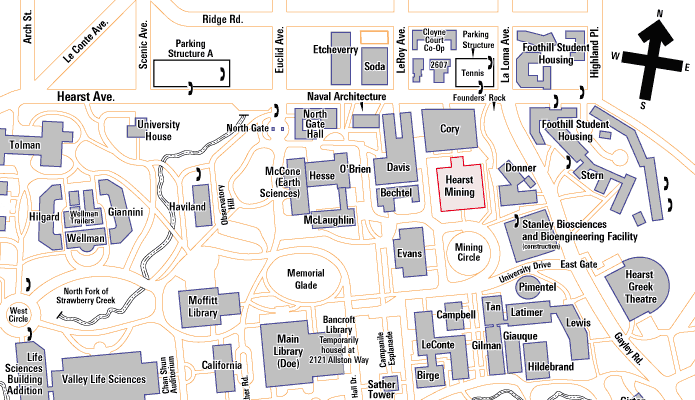 Arch St.
Le Conte Ave.
Scenic Ave.
Ridge Rd.
Euclid Ave.
LeRoy Ave.
La Loma Ave.
Highland Pl.
N
W
E
S
Parking
Structure A
Etcheverry
Soda
Cloyne
Court
Co-Op
2607
Parking
Structure
Tennis
Foothill Student
Housing
Hearst Ave.
Naval Architecture
Founders' Rock
Tolman
University
House
North Gate
North
Gate
Hall
Cory
Foothill Student
Housing
Stern
McCone
(Earth
Sciences)
Hesse
O'Brien
Davis
Bechtel
Hearst
Mining
Donner
Hilgard
Wellman
Trailers
Giannini
Wellman
Haviland
Observatory
Hill
McLaughlin
Stanley Biosciences
and Bioengineering Facility
(construction)
Evans
Mining
Circle
University Drive
East Gate
North Fork of
Strawberry Creek
Memorial
Glade
Pimentel
Hearst
Greek
Theatre
West
Circle
Moffitt
Library
Bancroft
Library
Temporarily
housed at
2121 Allston Way
Main
Library
(Doe)
Campanile
Esplanade
Campbell
Tan
Latimer
Lewis
LeConte
Gilman
Giauque
Hildebrand
Gayley Rd.
Life
Sciences
Building
Addition
Valley Life Sciences
Chan Shun
Auditorium
California
Sather
Tower
Birge